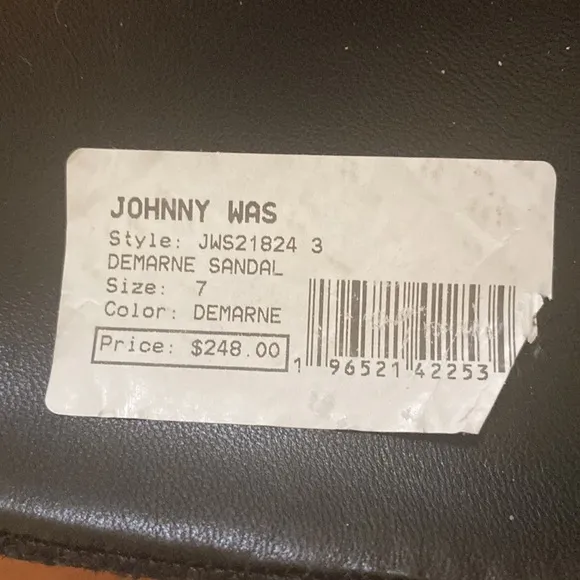 JOHNNY WAS
Style: JWS21824 3
DEMARNE SANDAL
Size: 7
Color: DEMARNE
Price: $248.00
1 96521 42253